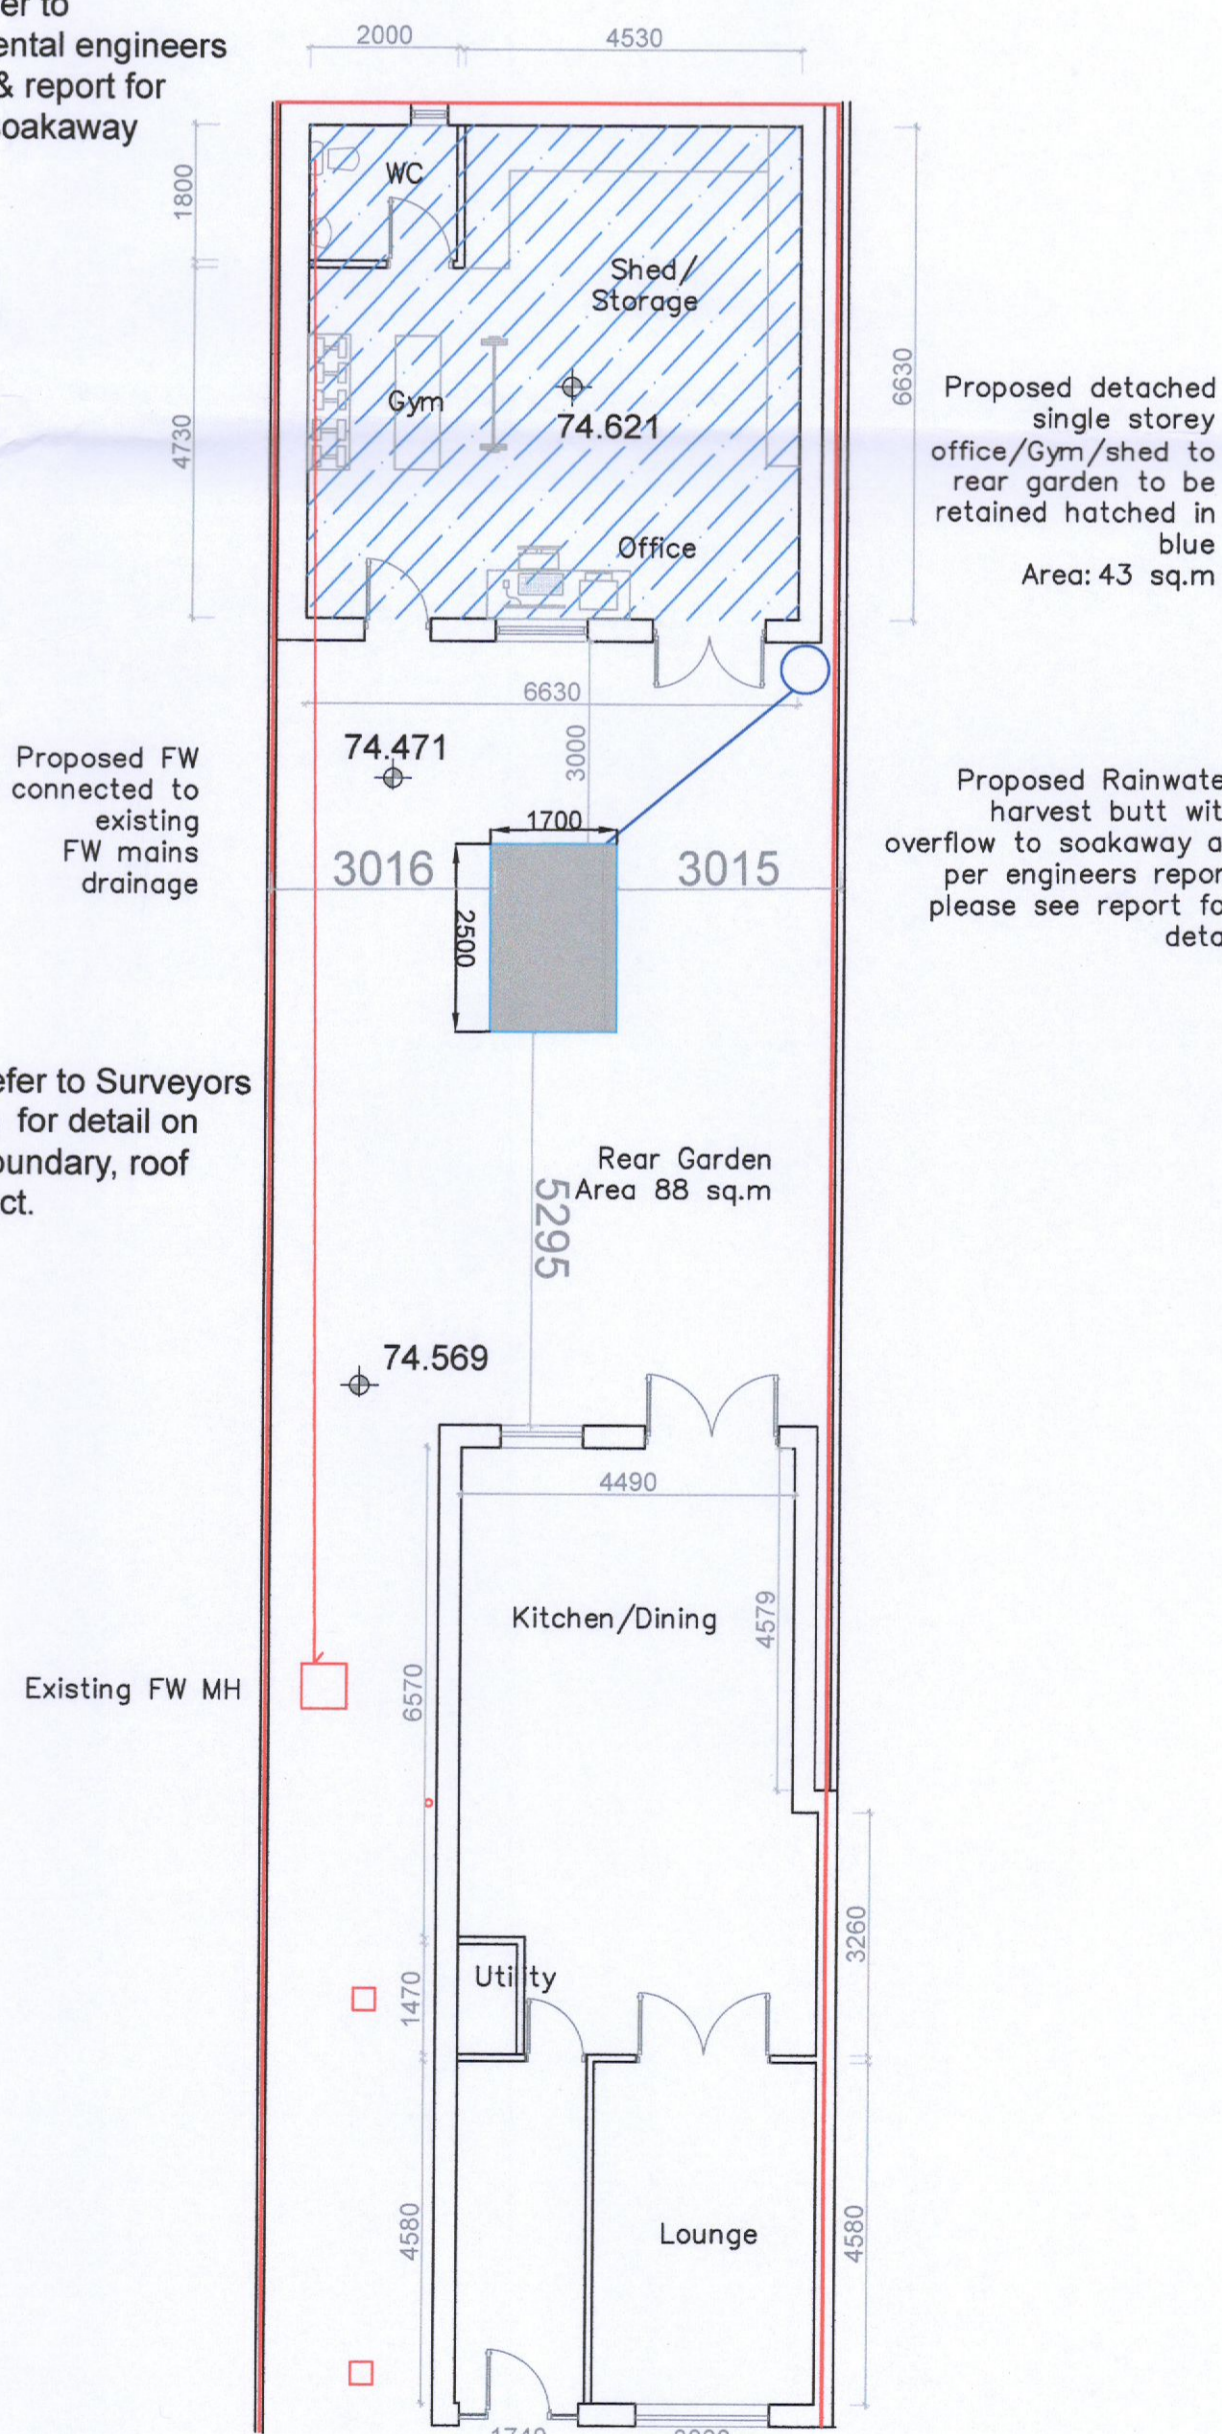 er to
ental engineers
& report for
oakaway
2000
4530
1800
WC
Shed/
Storage
4730
Gym
74.621
6630
Proposed detached
single storey
office/Gym/shed to
rear garden to be
retained hatched in
blue
Area: 43 sq.m
Office
6630
74.471
3000
Proposed FW
connected to
existing
FW mains
drainage
1700
3016
3015
2500
Proposed Rainwate
harvest butt wit
overflow to soakaway a
per engineers repor
please see report fo
deta
efer to Surveyors
for detail on
oundary, roof
ct.
Rear Garden
Area 88 sq.m
5295
74.569
4490
Kitchen/Dining
4579
Existing FW MH
6570
3260
Utility
1470
4580
Lounge
4580
1740